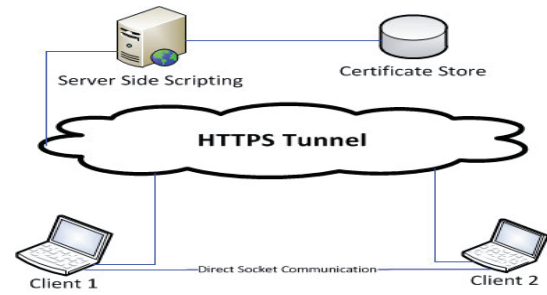 Server Side Scripting
Certificate Store
HTTPS Tunnel
Client 1
Direct Socket Communication
Client 2